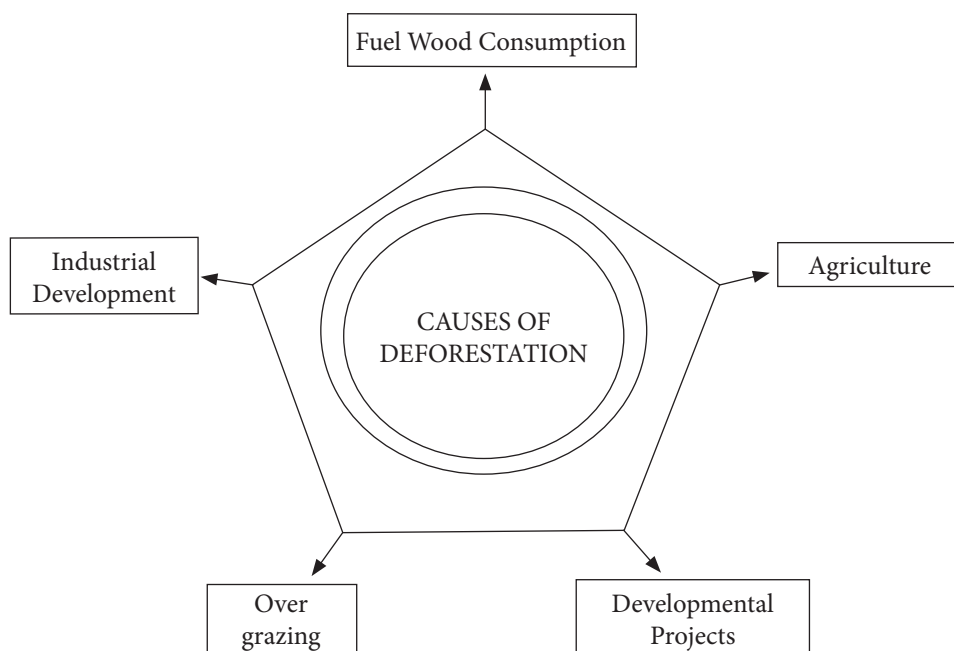 Fuel Wood Consumption
Industrial
Development
Agriculture
CAUSES OF
DEFORESTATION
Over
grazing
Developmental
Projects